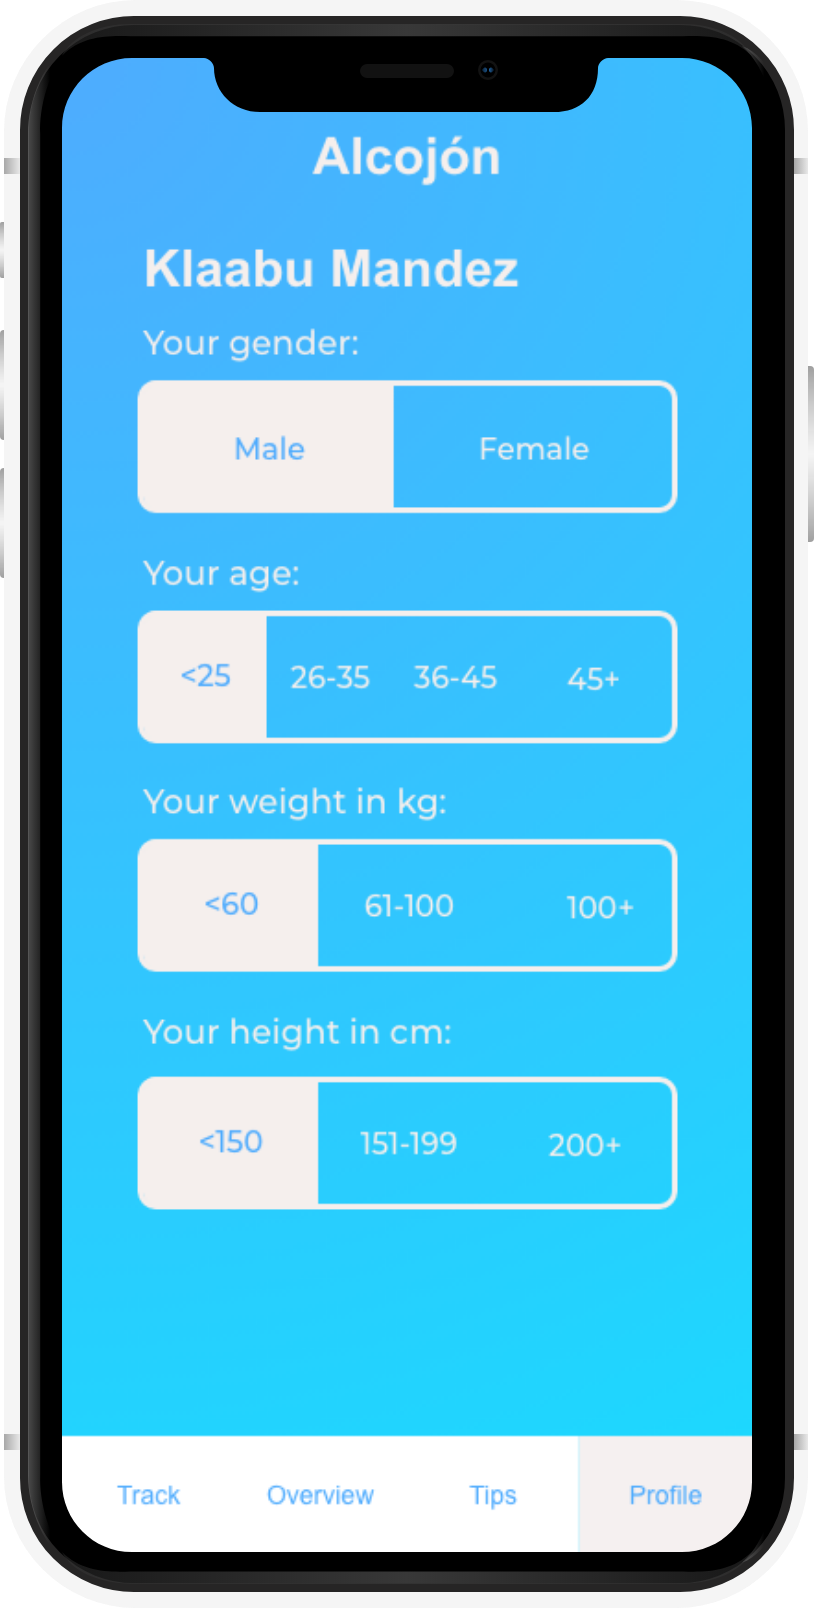 Alcojón
Klaabu Mandez
Your gender:
Male Female
Your age:
<25 26-35 36-45 45+
Your weight in kg:
<60 61-100 100+
Your height in cm:
<150 151-199 200+
Track Overview Tips Profile